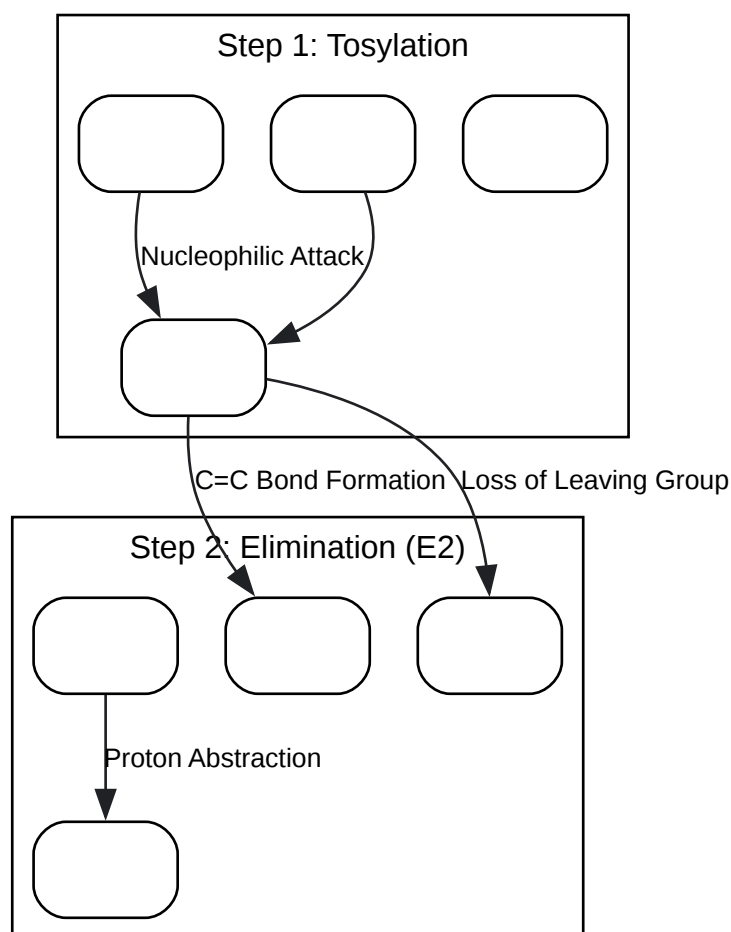 Step 1: Tosylation
Nucleophilic Attack
C=C Bond Formation
Loss of Leaving Group
Step 2: Elimination (E2)
Proton Abstraction